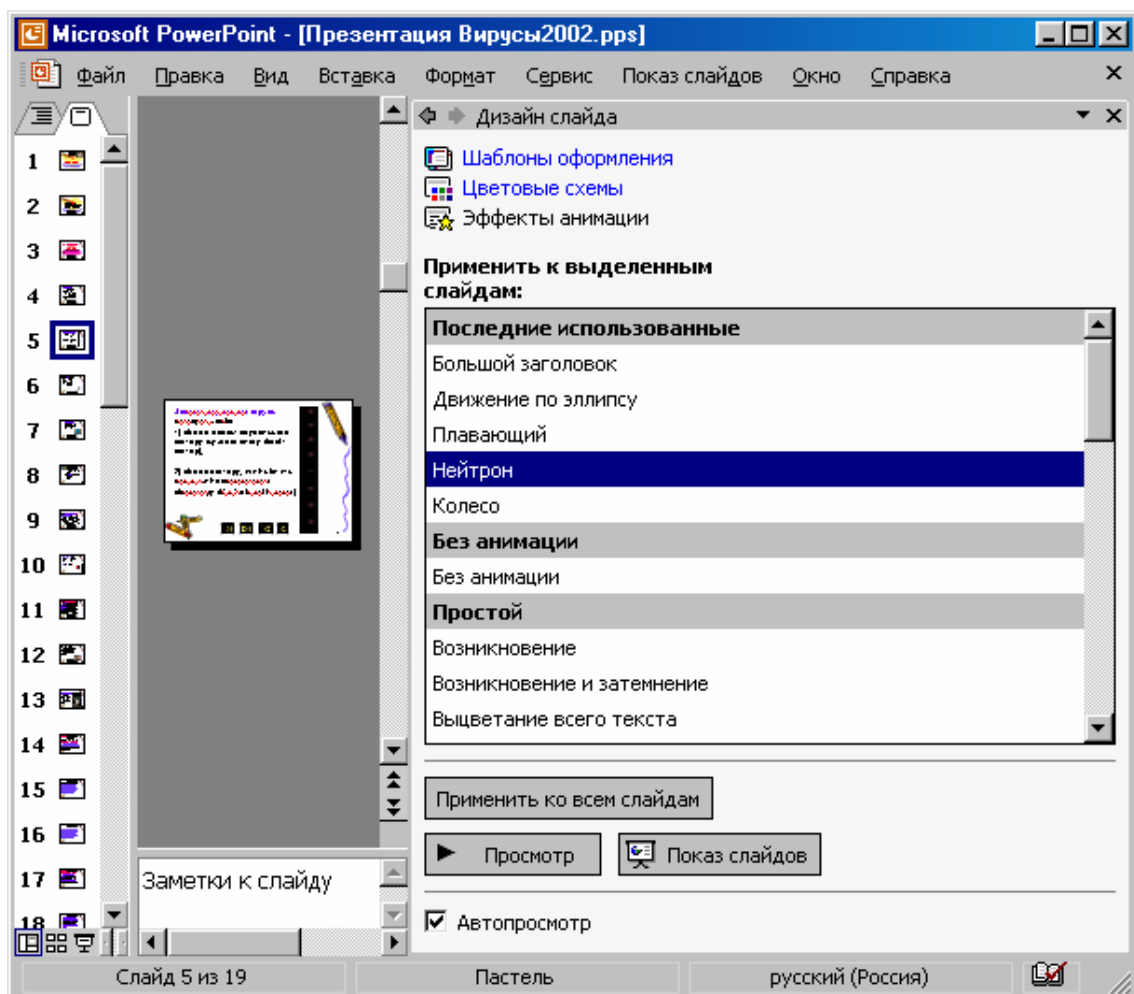 Microsoft PowerPoint - [Презентация Вирусы2002.pps]
Файл Правка Вид Вставка Формат Сервис Показ слайдов Окно Справка
Дизайн слайда
Шаблоны оформления
Цветовые схемы
Эффекты анимации
Применить к выделенным
слайдам:
Последние использованные
Большой заголовок
Движение по эллипсу
Плавающий
Нейтрон
Колесо
Без анимации
Без анимации
Простой
Возникновение
Возникновение и затемнение
Выцветание всего текста
Применить ко всем слайдам
Просмотр
Показ слайдов
Автопросмотр
1
2
3
4
5
6
7
8
9
10
11
12
13
14
15
16
17
18
Заметки к слайду
Слайд 5 из 19
Пастель
русский (Россия)